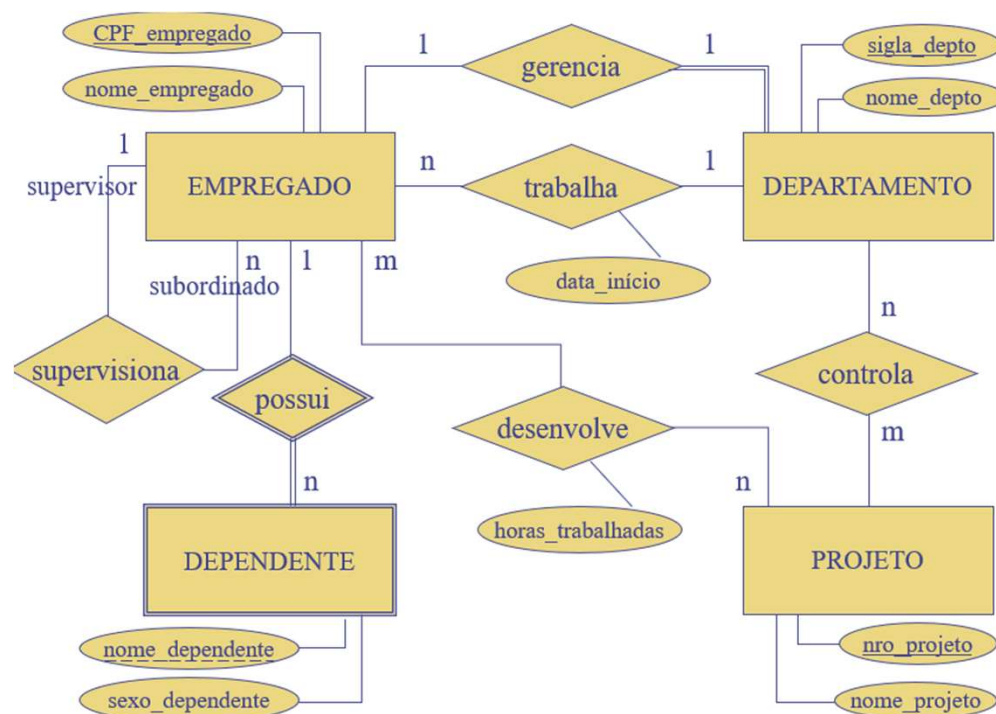 CPF_empregado
nome_empregado
1
gerencia
1
sigla_depto
nome_depto
1
supervisor
EMPREGADO
n
trabalha
1
DEPARTAMENTO
n
subordinado
1
m
data_início
n
supervisiona
possui
controla
desenvolve
m
n
n
horas_trabalhadas
DEPENDENTE
PROJETO
nome_dependente
nro_projeto
sexo_dependente
nome_projeto